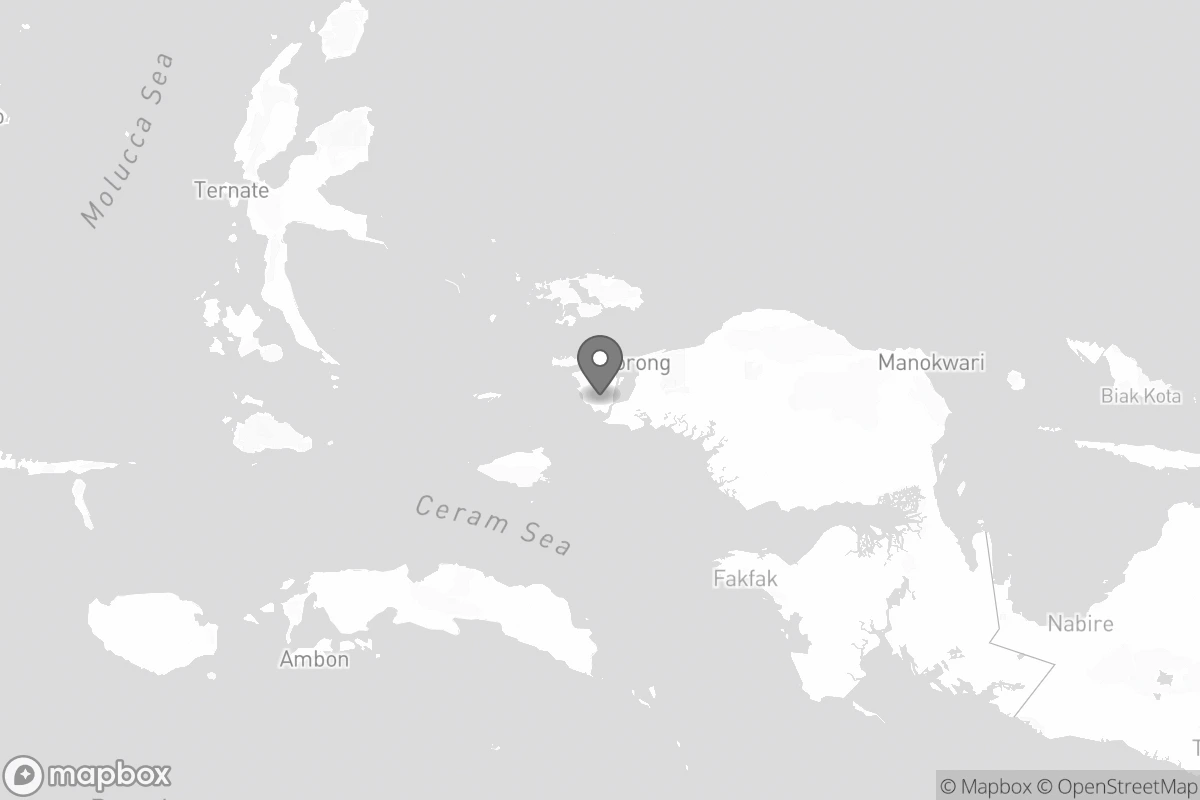 Molucca Sea
Ternate
orong
Manokwari
Biak Kota
Ceram Sea
Fakfak
Nabire
Ambon
mapbox
© Mapbox © OpenStreetMap